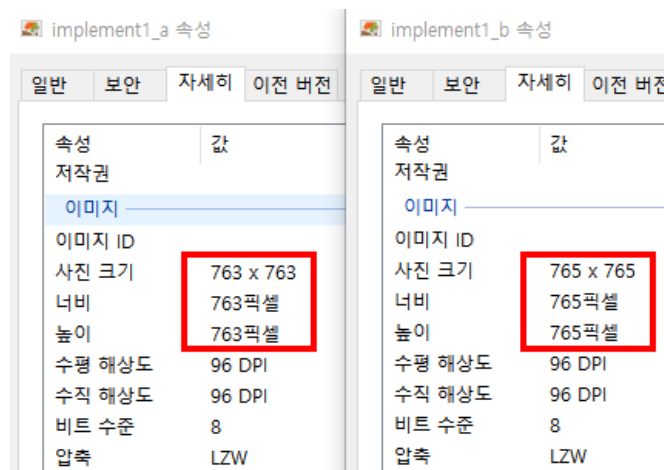 implement1_a 속성
일반 보안 자세히 이전 버전
속성 값
저작권
이미지
이미지 ID
사진 크기 763 x 763
너비 763픽셀
높이 763픽셀
수평 해상도 96 DPI
수직 해상도 96 DPI
비트 수준 8
압축 LZW
implement1_b 속성
일반 보안 자세히 이전 버전
속성 값
저작권
이미지
이미지 ID
사진 크기 765 x 765
너비 765픽셀
높이 765픽셀
수평 해상도 96 DPI
수직 해상도 96 DPI
비트 수준 8
압축 LZW